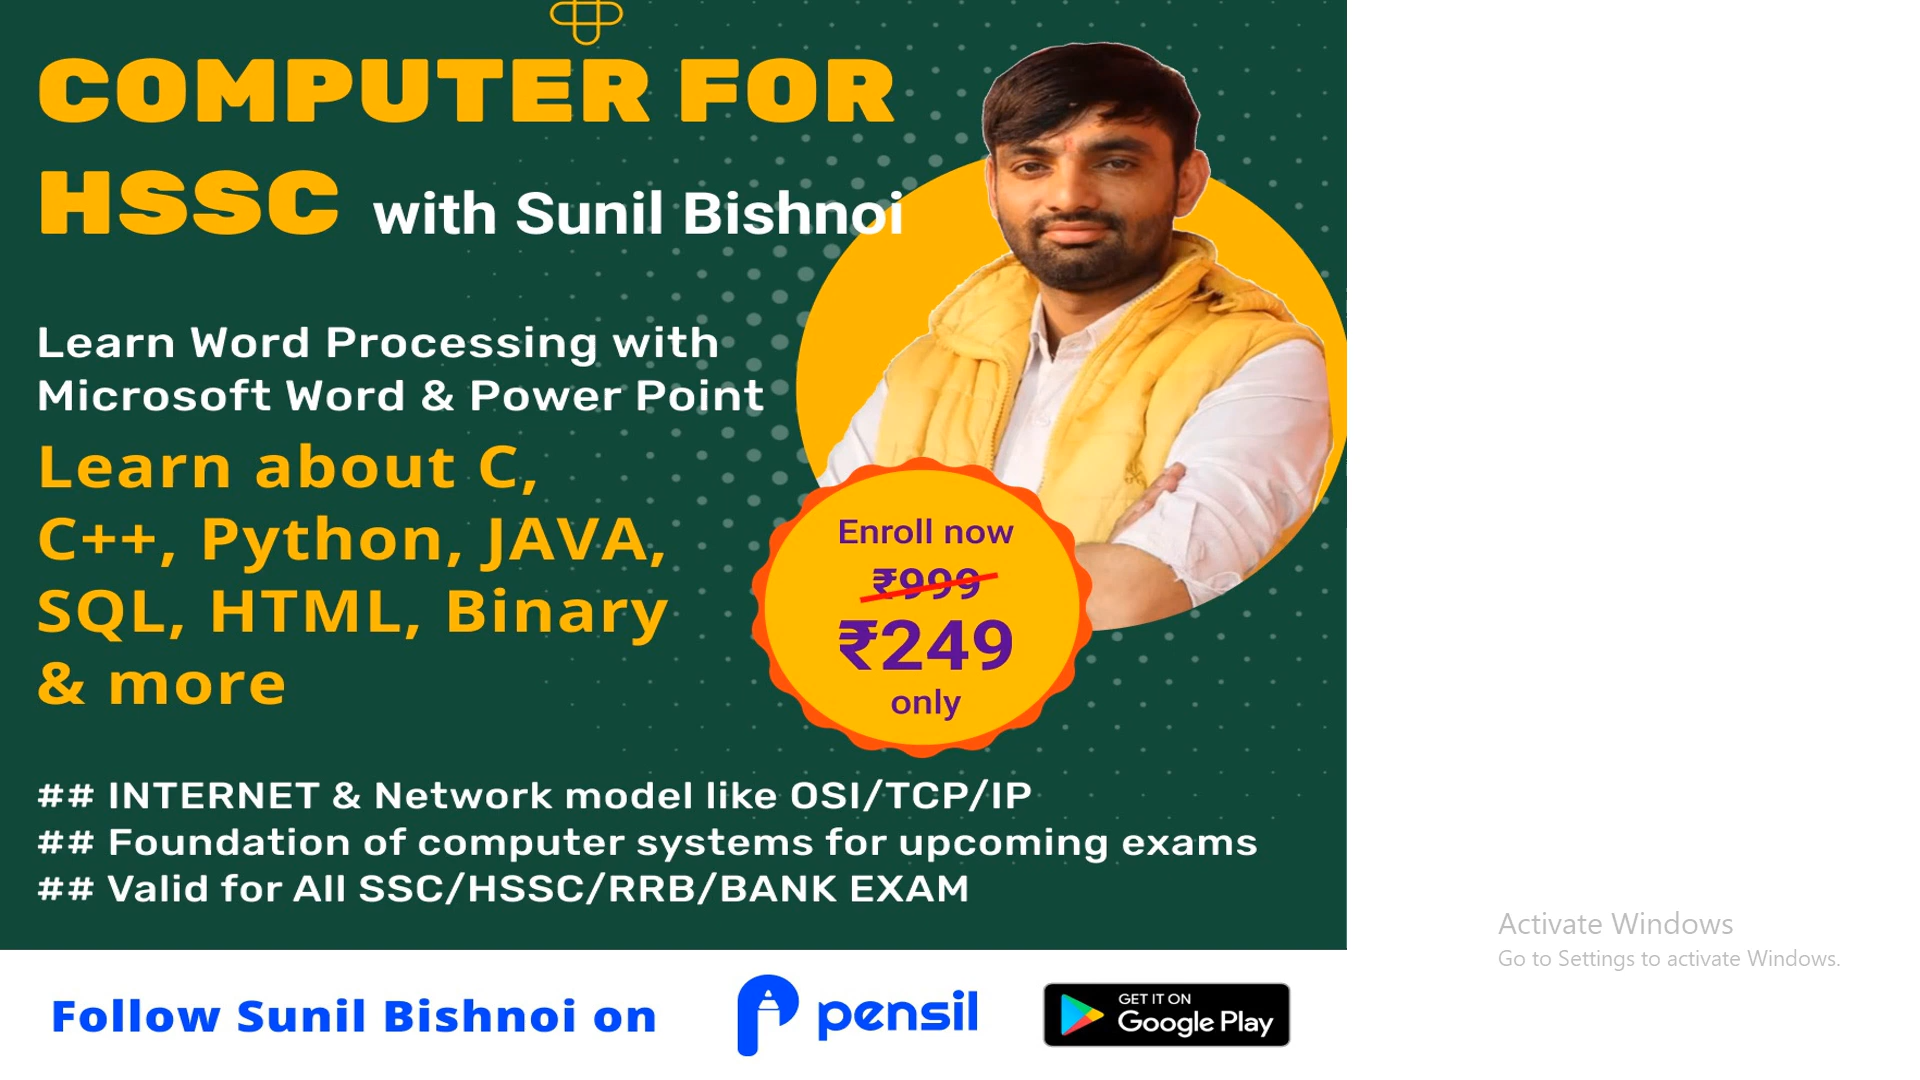 COMPUTER FOR
HSSC with Sunil Bishnoi
Learn Word Processing with
Microsoft Word & Power Point
Learn about C,
C++, Python, JAVA,
SQL, HTML, Binary
& more
Enroll now
₹999
₹249
only
## INTERNET & Network model like OSI/TCP/IP
## Foundation of computer systems for upcoming exams
## Valid for All SSC/HSSC/RRB/BANK EXAM
Activate Windows
Go to Settings to activate Windows.
Follow Sunil Bishnoi on
pensil
GET IT ON
Google Play